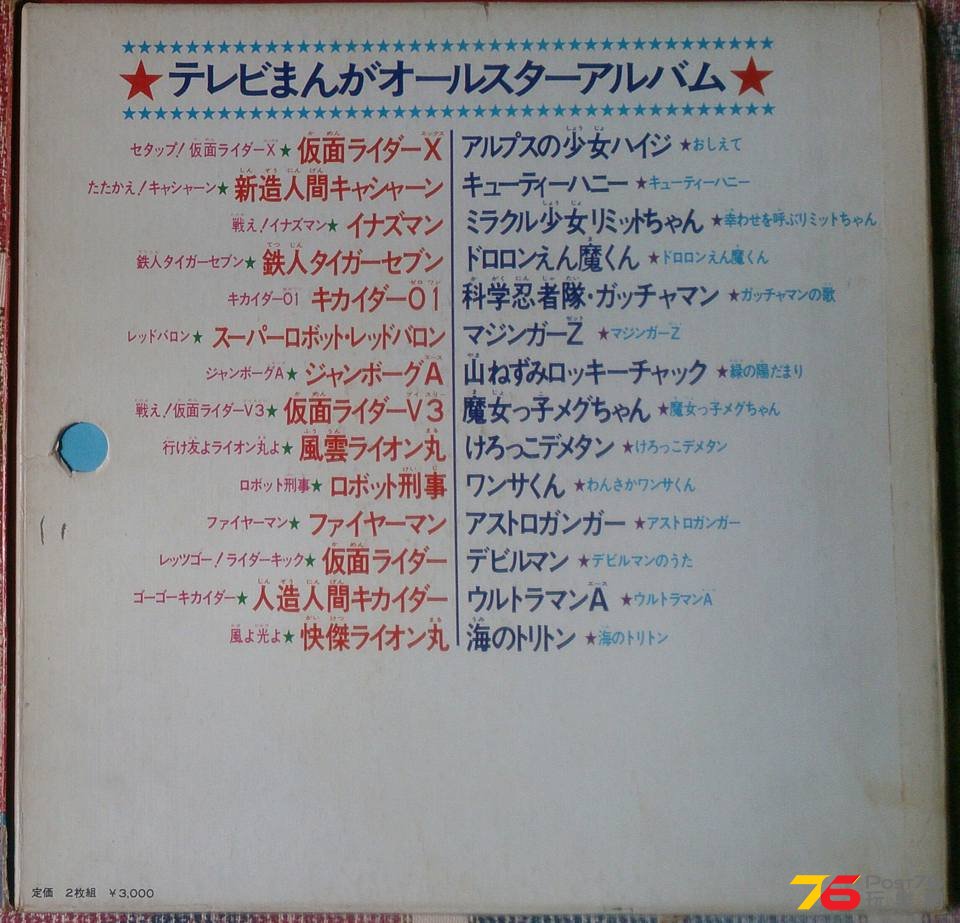 ★テレビまんがオールスターアルバム★
セタップ!仮面ライダーX★ 仮面ライダーX
たたかえ!キャシャーン★ 新造人間キャシャーン
戦え!イナズマン★ イナズマン
鉄人タイガーセブン★ 鉄人タイガーセブン
キカイダー01 キカイダー01
レッドバロン★ スーパーロボット・レッドバロン
ジャンボーグA★ ジャンボーグA
戦え!仮面ライダーV3★ 仮面ライダーV3
行け友よライオン丸よ★ 風雲ライオン丸
ロボット刑事★ ロボット刑事
ファイヤーマン★ ファイヤーマン
レッツゴー!ライダーキック★ 仮面ライダー
ゴーゴーキカイダー★ 人造人間キカイダー
風よ光よ★ 快傑ライオン丸
アルプスの少女ハイジ ★おしえて
キューティーハニー ★キューティーハニー
ミラクル少女リミットちゃん ★幸わせを呼ぶリミットちゃん
ドロロンえん魔くん ★ドロロンえん魔くん
科学忍者隊・ガッチャマン ★ガッチャマンの歌
マジンガーZ ★マジンガーZ
山ねずみロッキーチャック ★緑の陽だまり
魔女っ子メグちゃん ★魔女っ子メグちゃん
けろっこデメタン ★けろっこデメタン
ワンサくん ★わんさかワンサくん
アストロガンガー ★アストロガンガー
デビルマン ★デビルマンのうた
ウルトラマンA ★ウルトラマンA
海のトリトン ★海のトリトン
定価 2枚組 ¥3,000
76 Post76